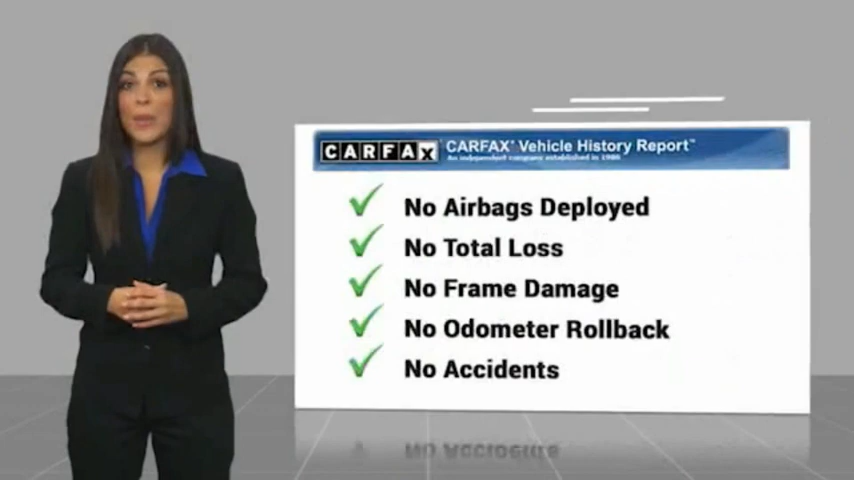 CARFAX CARFAX Vehicle History Report™
An independent company established in 1986
No Airbags Deployed
No Total Loss
No Frame Damage
No Odometer Rollback
No Accidents